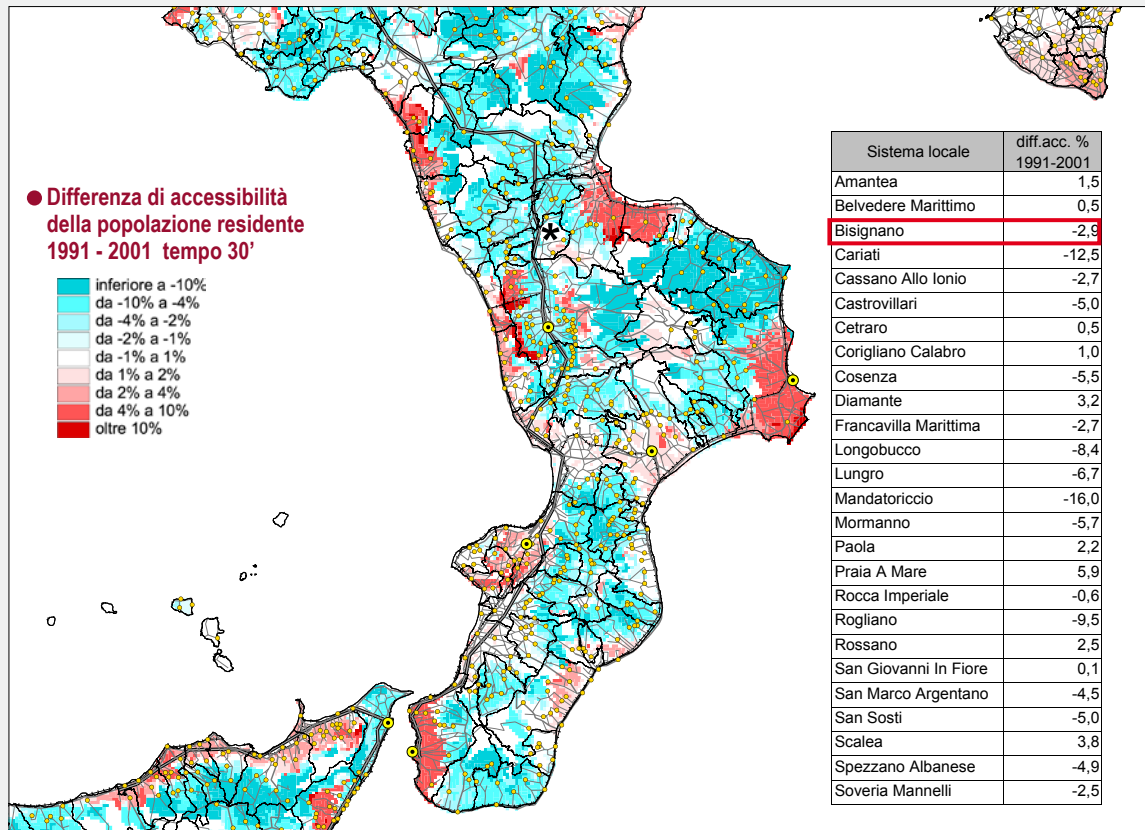 ● Differenza di accessibilità
della popolazione residente
1991 - 2001 tempo 30’
inferiore a -10%
da -10% a -4%
da -4% a -2%
da -2% a -1%
da -1% a 1%
da 1% a 2%
da 2% a 4%
da 4% a 10%
oltre 10%
*
Sistema locale diff.acc. % 1991-2001
Amantea 1,5
Belvedere Marittimo 0,5
Bisignano -2,9
Cariati -12,5
Cassano Allo Ionio -2,7
Castrovillari -5,0
Cetraro 0,5
Corigliano Calabro 1,0
Cosenza -5,5
Diamante 3,2
Francavilla Marittima -2,7
Longobucco -8,4
Lungro -6,7
Mandatoriccio -16,0
Mormanno -5,7
Paola 2,2
Praia A Mare 5,9
Rocca Imperiale -0,6
Rogliano -9,5
Rossano 2,5
San Giovanni In Fiore 0,1
San Marco Argentano -4,5
San Sosti -5,0
Scalea 3,8
Spezzano Albanese -4,9
Soveria Mannelli -2,5